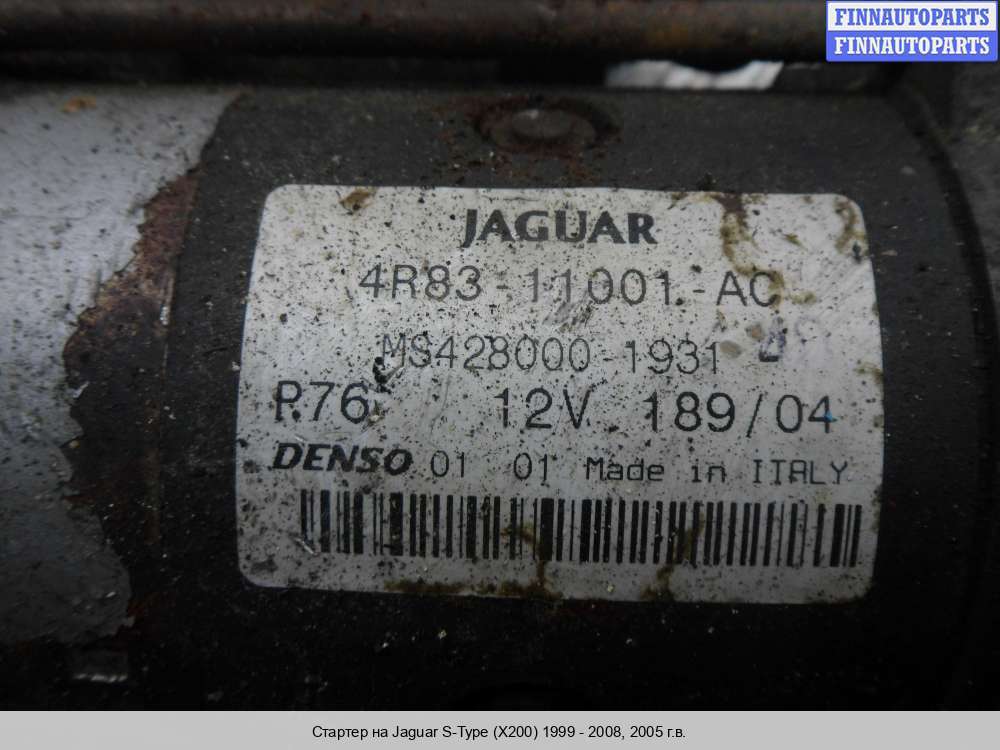 FINNAUTOPARTS
FINNAUTOPARTS
JAGUAR
4R83-11001-AC
MS428000-1931
P.76 12V 189/04
DENSO 01 01 Made in ITALY
Стартер на Jaguar S-Type (X200) 1999 - 2008, 2005 г.в.